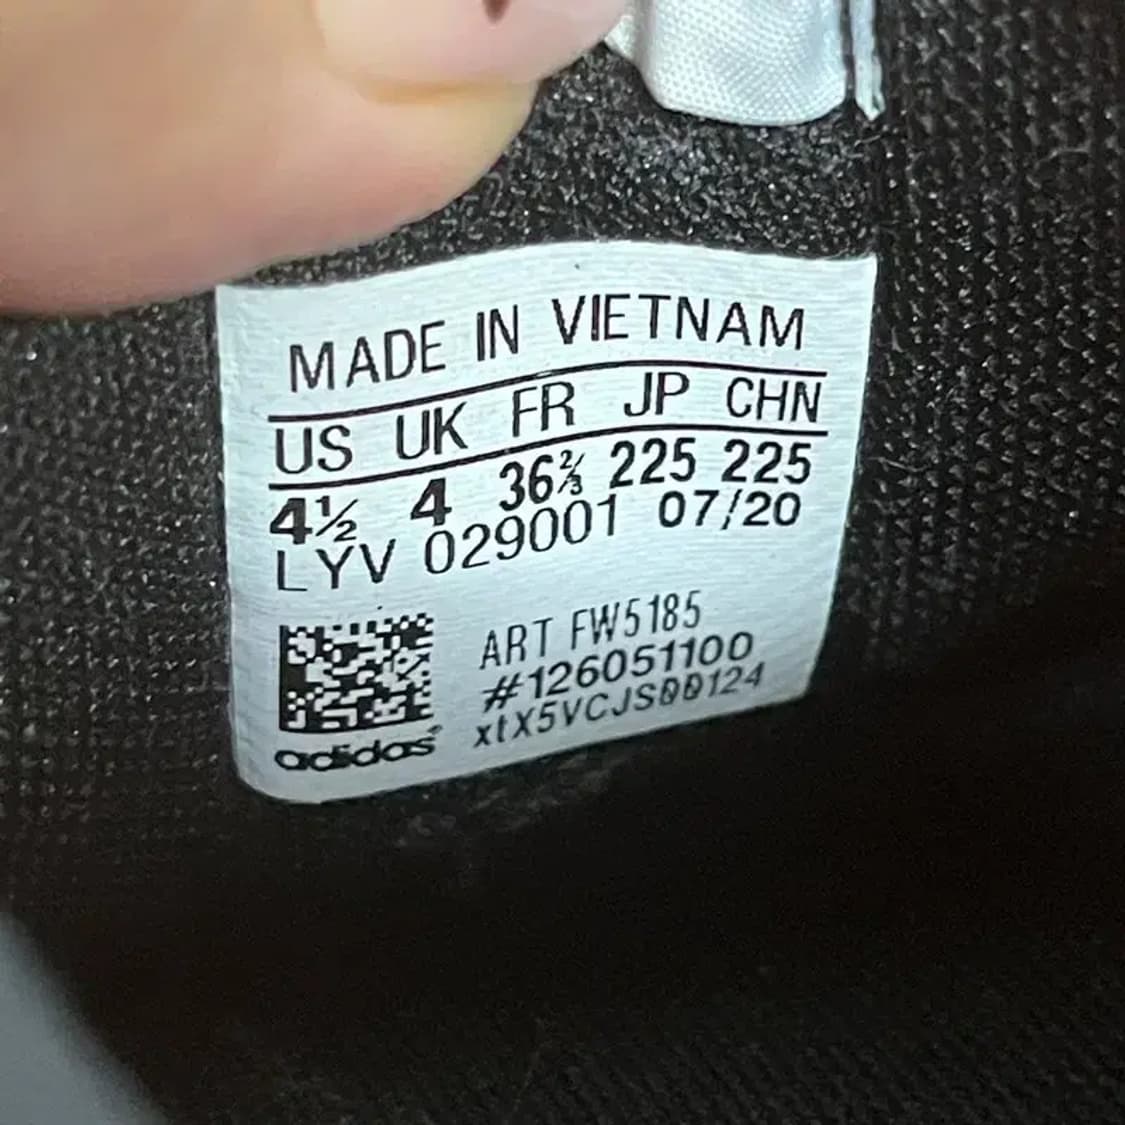 MADE IN VIETNAM
US UK FR JP CHN
4½ 4 36⅔ 225 225
LYV 029001 07/20
ART FW5185
#126051100
xtX5VCJS00124
adidas®